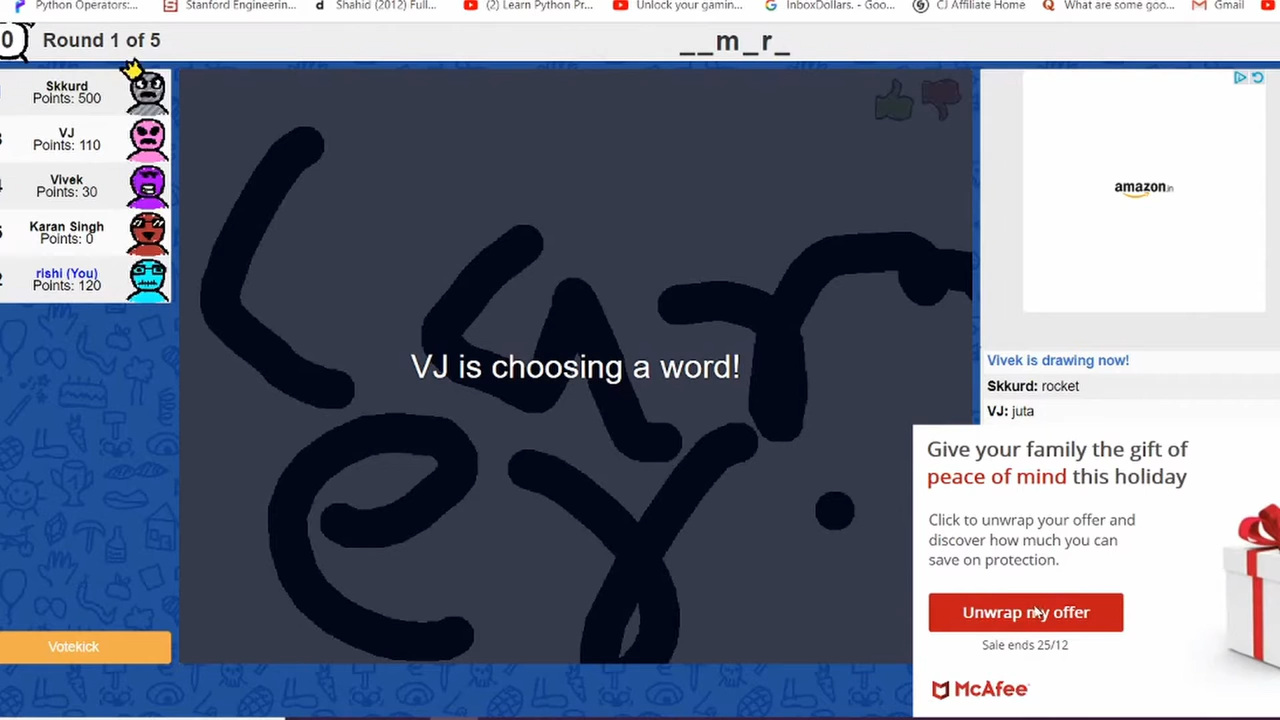 Python Operators:... Stanford Engineerin... Shahid (2012) Full... (2) Learn Python Pr... Unlock your gamin... InboxDollars. - Goo... CJ Affiliate Home What are some goo... Gmail
0 Round 1 of 5 __m_r_
Skkurd
Points: 500
VJ
Points: 110
Vivek
Points: 30
Karan Singh
Points: 0
rishi (You)
Points: 120
Votekick
VJ is choosing a word!
amazon.in
Vivek is drawing now!
Skkurd: rocket
VJ: juta
Give your family the gift of
peace of mind this holiday
Click to unwrap your offer and
discover how much you can
save on protection.
Unwrap my offer
Sale ends 25/12
McAfee